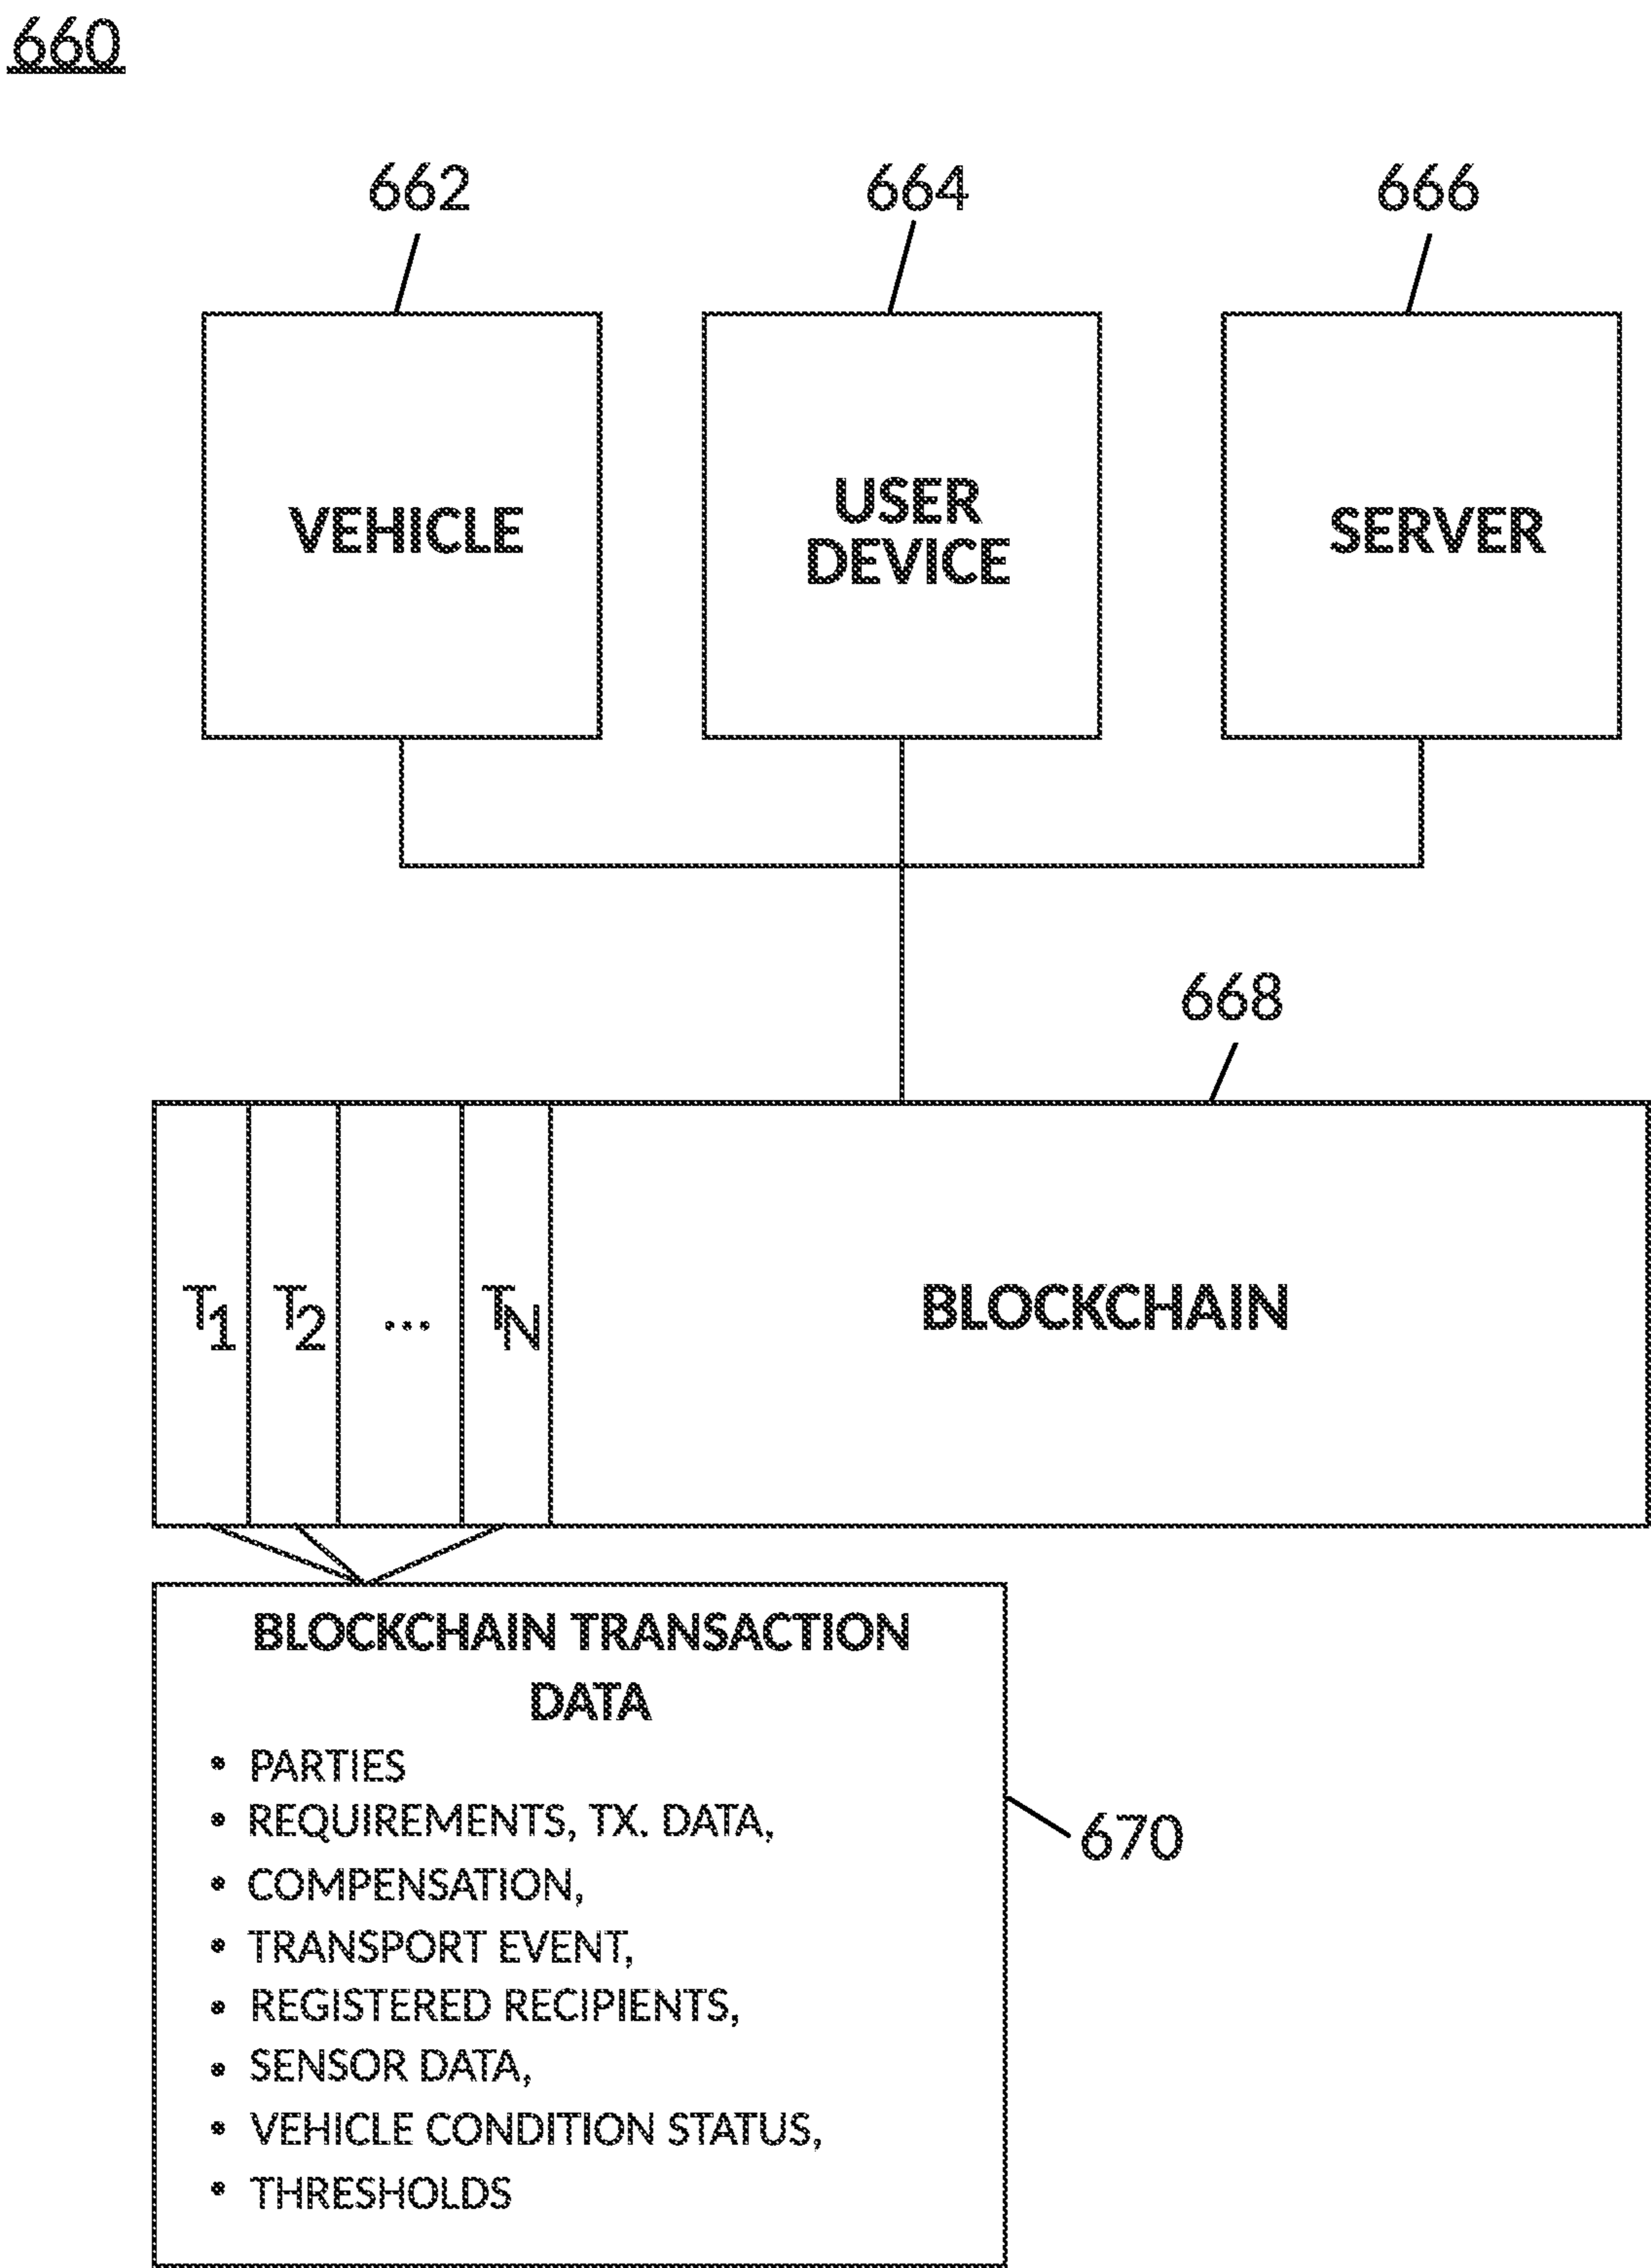 660
662 664 666
VEHICLE
USER
DEVICE
SERVER
668
T1 T2 ... TN
BLOCKCHAIN
BLOCKCHAIN TRANSACTION
DATA
• PARTIES
• REQUIREMENTS, TX. DATA,
• COMPENSATION,
• TRANSPORT EVENT,
• REGISTERED RECIPIENTS,
• SENSOR DATA,
• VEHICLE CONDITION STATUS,
• THRESHOLDS
670